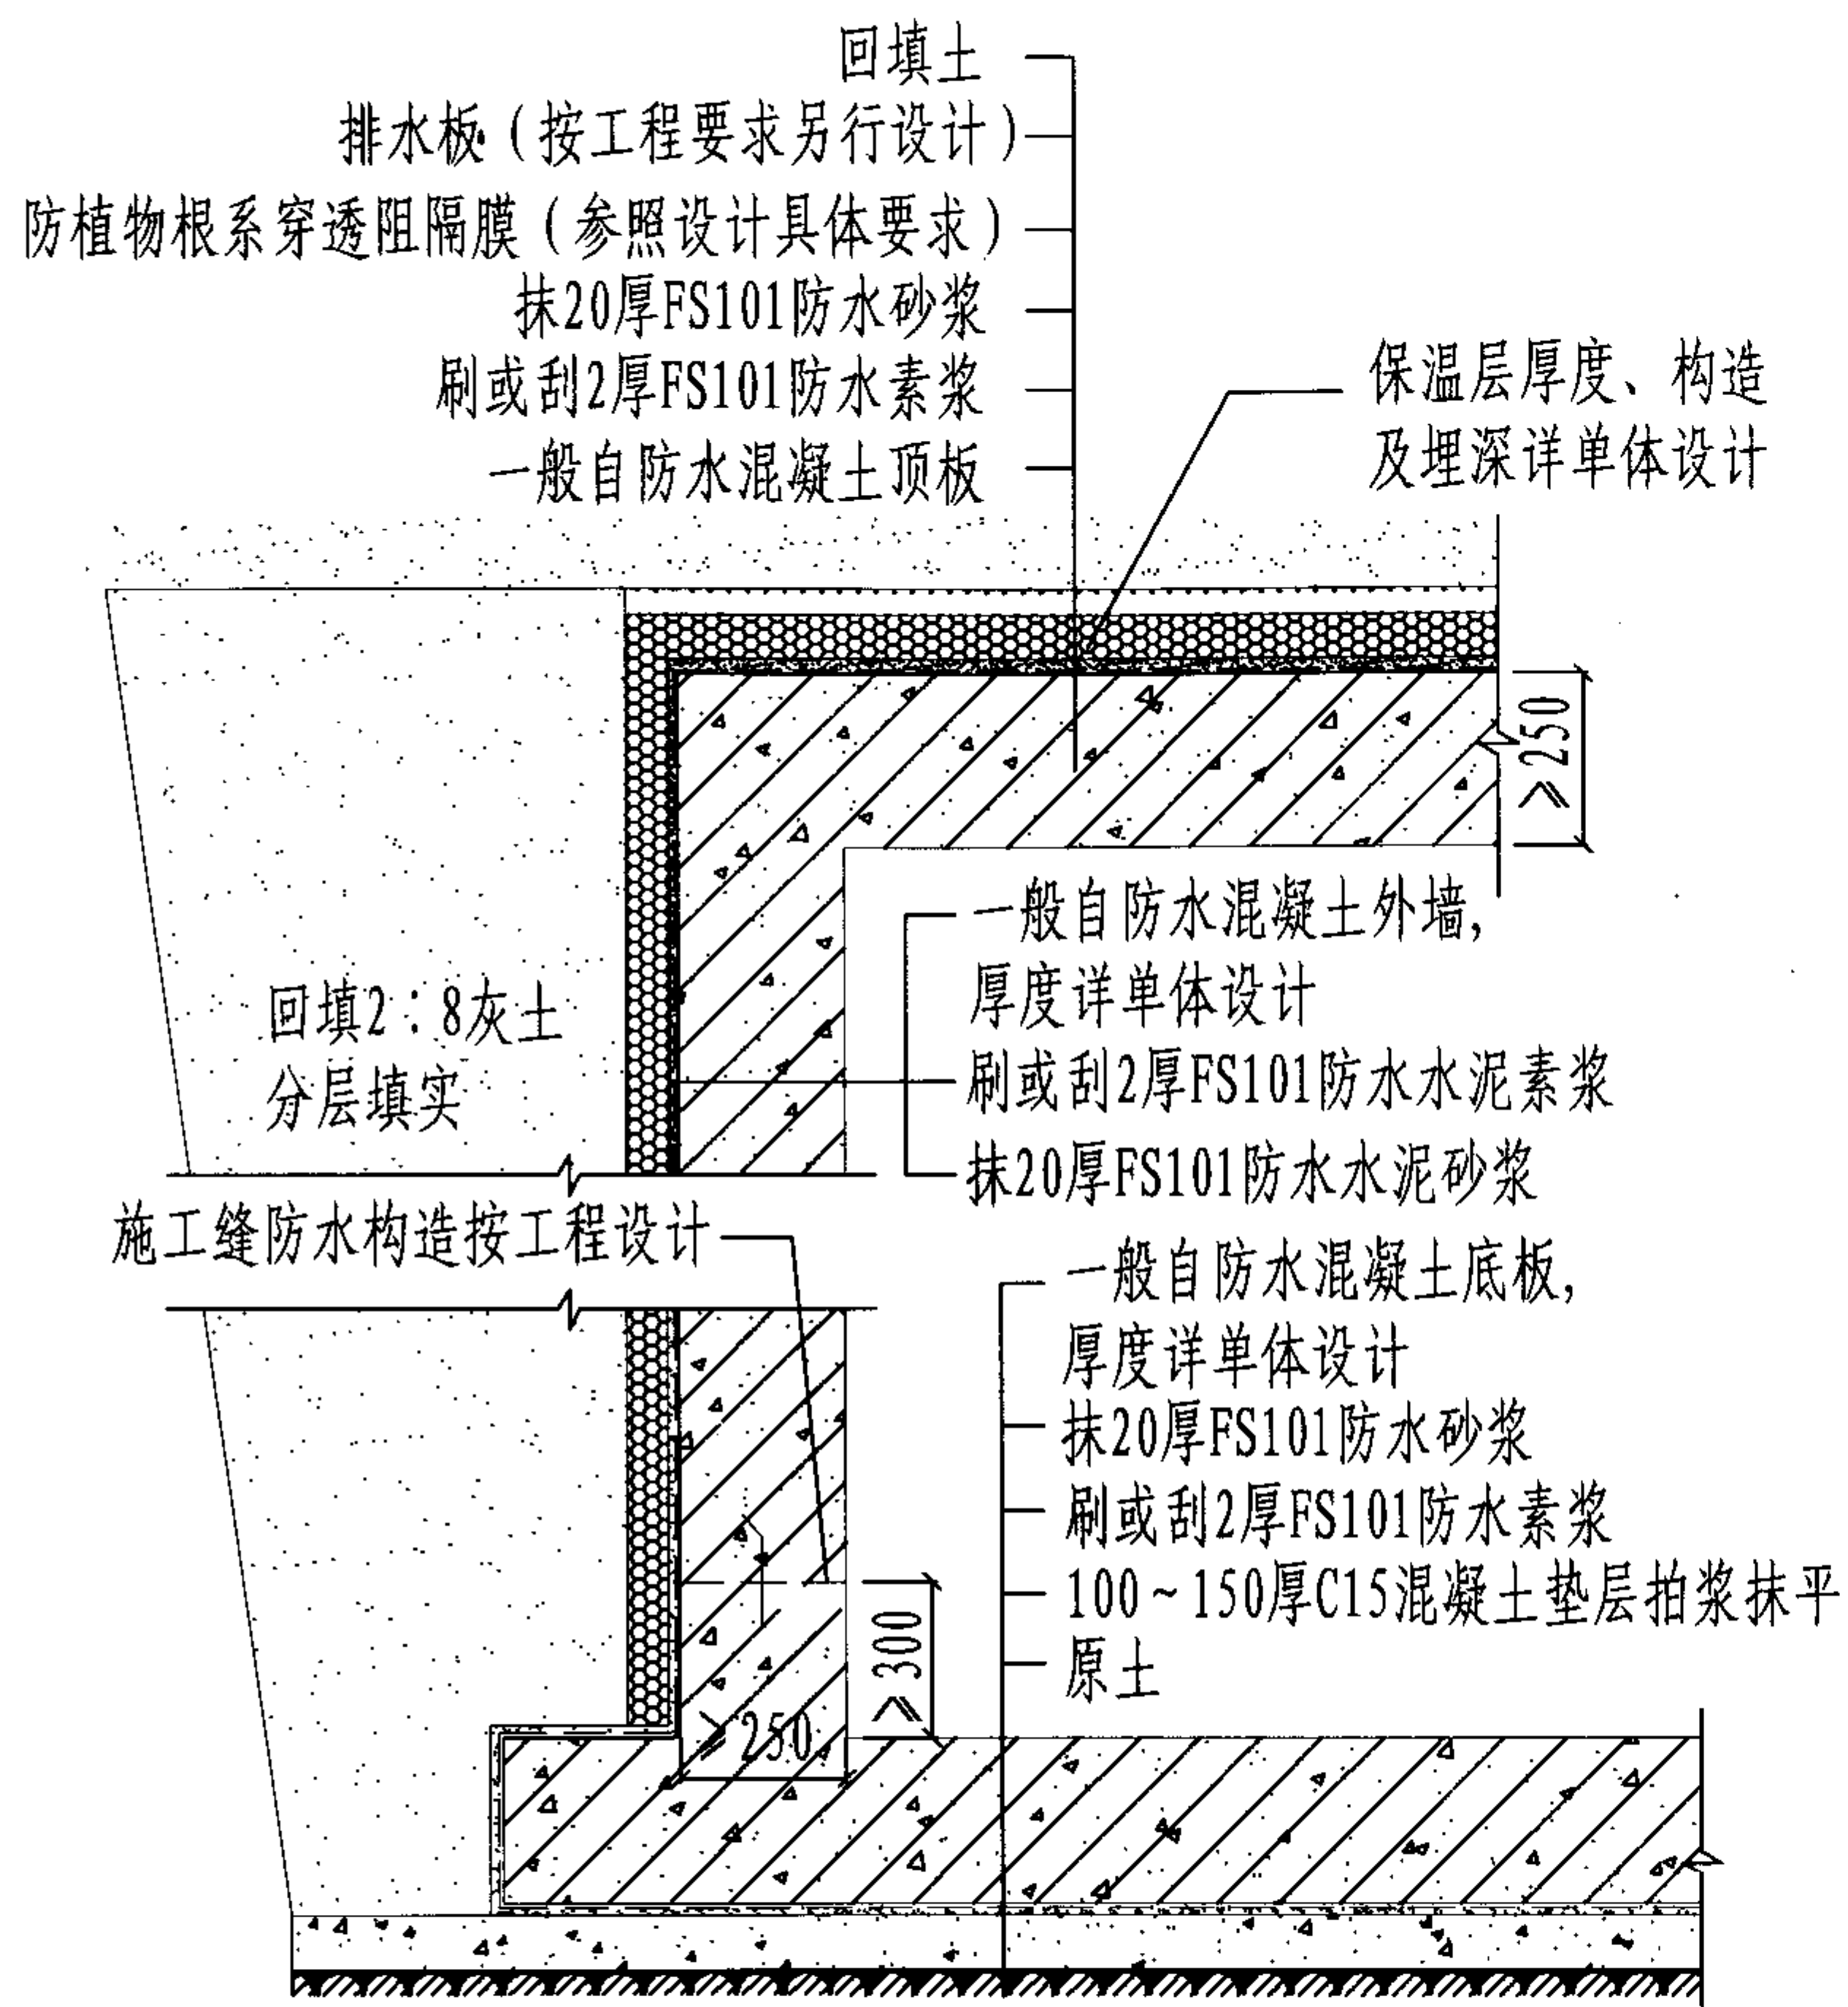 回填土
排水板（按工程要求另行设计）
防植物根系穿透阻隔膜（参照设计具体要求）
抹20厚FS101防水砂浆
刷或刮2厚FS101防水素浆
一般自防水混凝土顶板
保温层厚度、构造
及埋深详单体设计
≥250
一般自防水混凝土外墙,
厚度详单体设计
刷或刮2厚FS101防水水泥素浆
抹20厚FS101防水水泥砂浆
回填2：8灰土
分层填实
施工缝防水构造按工程设计
一般自防水混凝土底板,
厚度详单体设计
抹20厚FS101防水砂浆
刷或刮2厚FS101防水素浆
100~150厚C15混凝土垫层拍浆抹平
原土
≥300
≥250